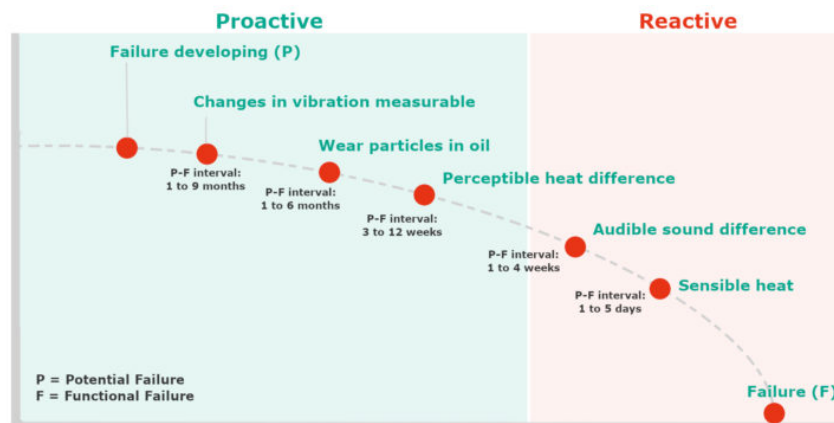 Proactive
Reactive
Failure developing (P)
Changes in vibration measurable
Wear particles in oil
P-F interval:
1 to 9 months
Perceptible heat difference
P-F interval:
1 to 6 months
P-F interval:
3 to 12 weeks
Audible sound difference
P-F interval:
1 to 4 weeks
Sensible heat
P-F interval:
1 to 5 days
P = Potential Failure
F = Functional Failure
Failure (F)